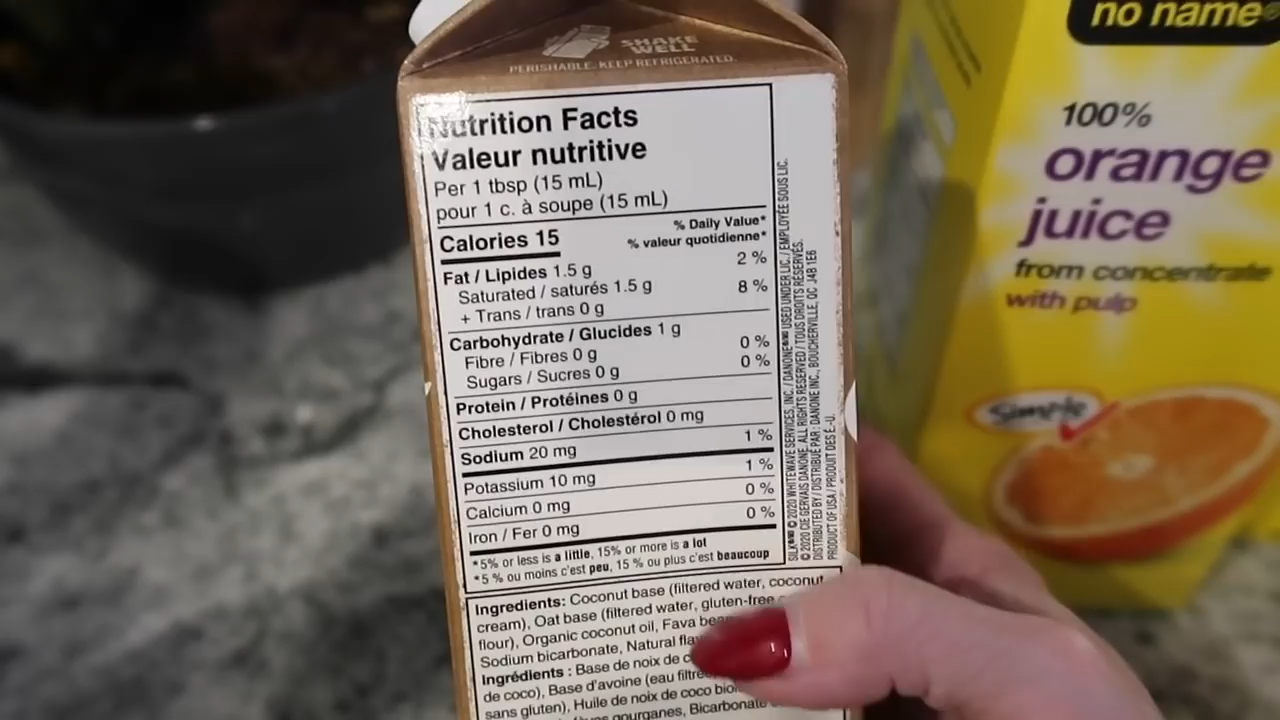 SHAKE
WELL
PERISHABLE. KEEP REFRIGERATED.
Nutrition Facts
Valeur nutritive
Per 1 tbsp (15 mL)
pour 1 c. à soupe (15 mL)
% Daily Value*
% valeur quotidienne*
Calories 15
Fat / Lipides 1.5 g 2 %
Saturated / saturés 1.5 g 8 %
+ Trans / trans 0 g
Carbohydrate / Glucides 1 g
Fibre / Fibres 0 g 0 %
Sugars / Sucres 0 g 0 %
Protein / Protéines 0 g
Cholesterol / Cholestérol 0 mg
Sodium 20 mg 1 %
Potassium 10 mg 1 %
Calcium 0 mg 0 %
Iron / Fer 0 mg 0 %
*5% or less is a little, 15% or more is a lot
*5 % ou moins c'est peu, 15 % ou plus c'est beaucoup
Ingredients: Coconut base (filtered water, coconut
cream), Oat base (filtered water, gluten-free
flour), Organic coconut oil, Fava
Sodium bicarbonate, Natural
Ingrédients : Base de noix de
de coco), Base d'avoine (eau
sans gluten), Huile de noix de coco
gourganes, Bicarbonate
SILK®/MD © 2020 WHITEWAVE SERVICES, INC. / DANONE®/MD USED UNDER LIC. / EMPLOYÉE SOUS LIC.
© 2020 CIE GERVAIS DANONE. ALL RIGHTS RESERVED / TOUS DROITS RÉSERVÉS.
DISTRIBUTED BY / DISTRIBUÉ PAR : DANONE INC., BOUCHERVILLE, QC J4B 1E6
PRODUCT OF USA / PRODUIT DES É.-U.
no name®
100%
orange
juice
from concentrate
with pulp
Simple